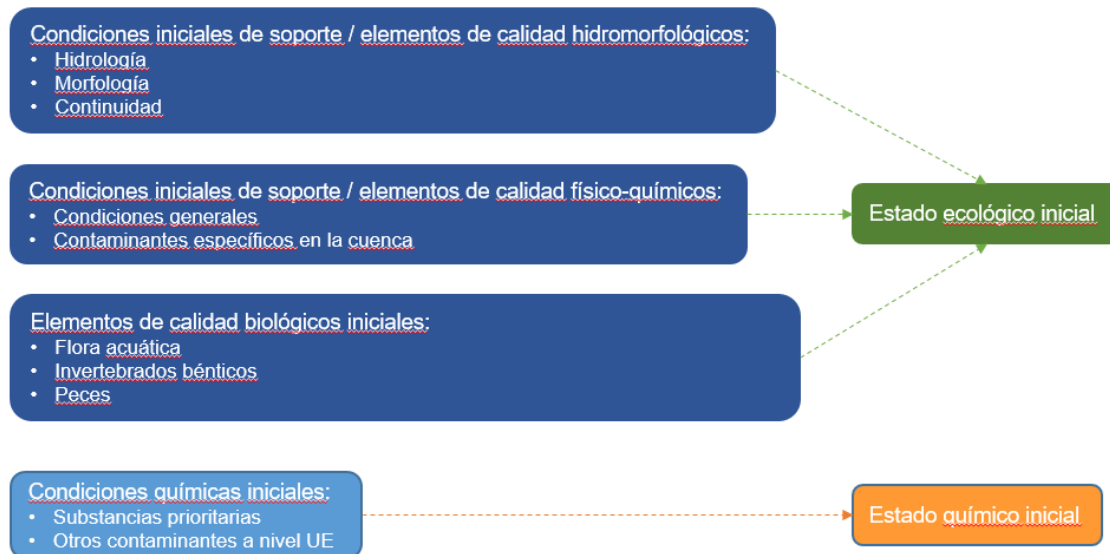 Condiciones iniciales de soporte / elementos de calidad hidromorfológicos:
• Hidrología
• Morfología
• Continuidad
Condiciones iniciales de soporte / elementos de calidad físico-químicos:
• Condiciones generales
• Contaminantes específicos en la cuenca
Estado ecológico inicial
Elementos de calidad biológicos iniciales:
• Flora acuática
• Invertebrados bénticos
• Peces
Condiciones químicas iniciales:
• Substancias prioritarias
• Otros contaminantes a nivel UE
Estado químico inicial